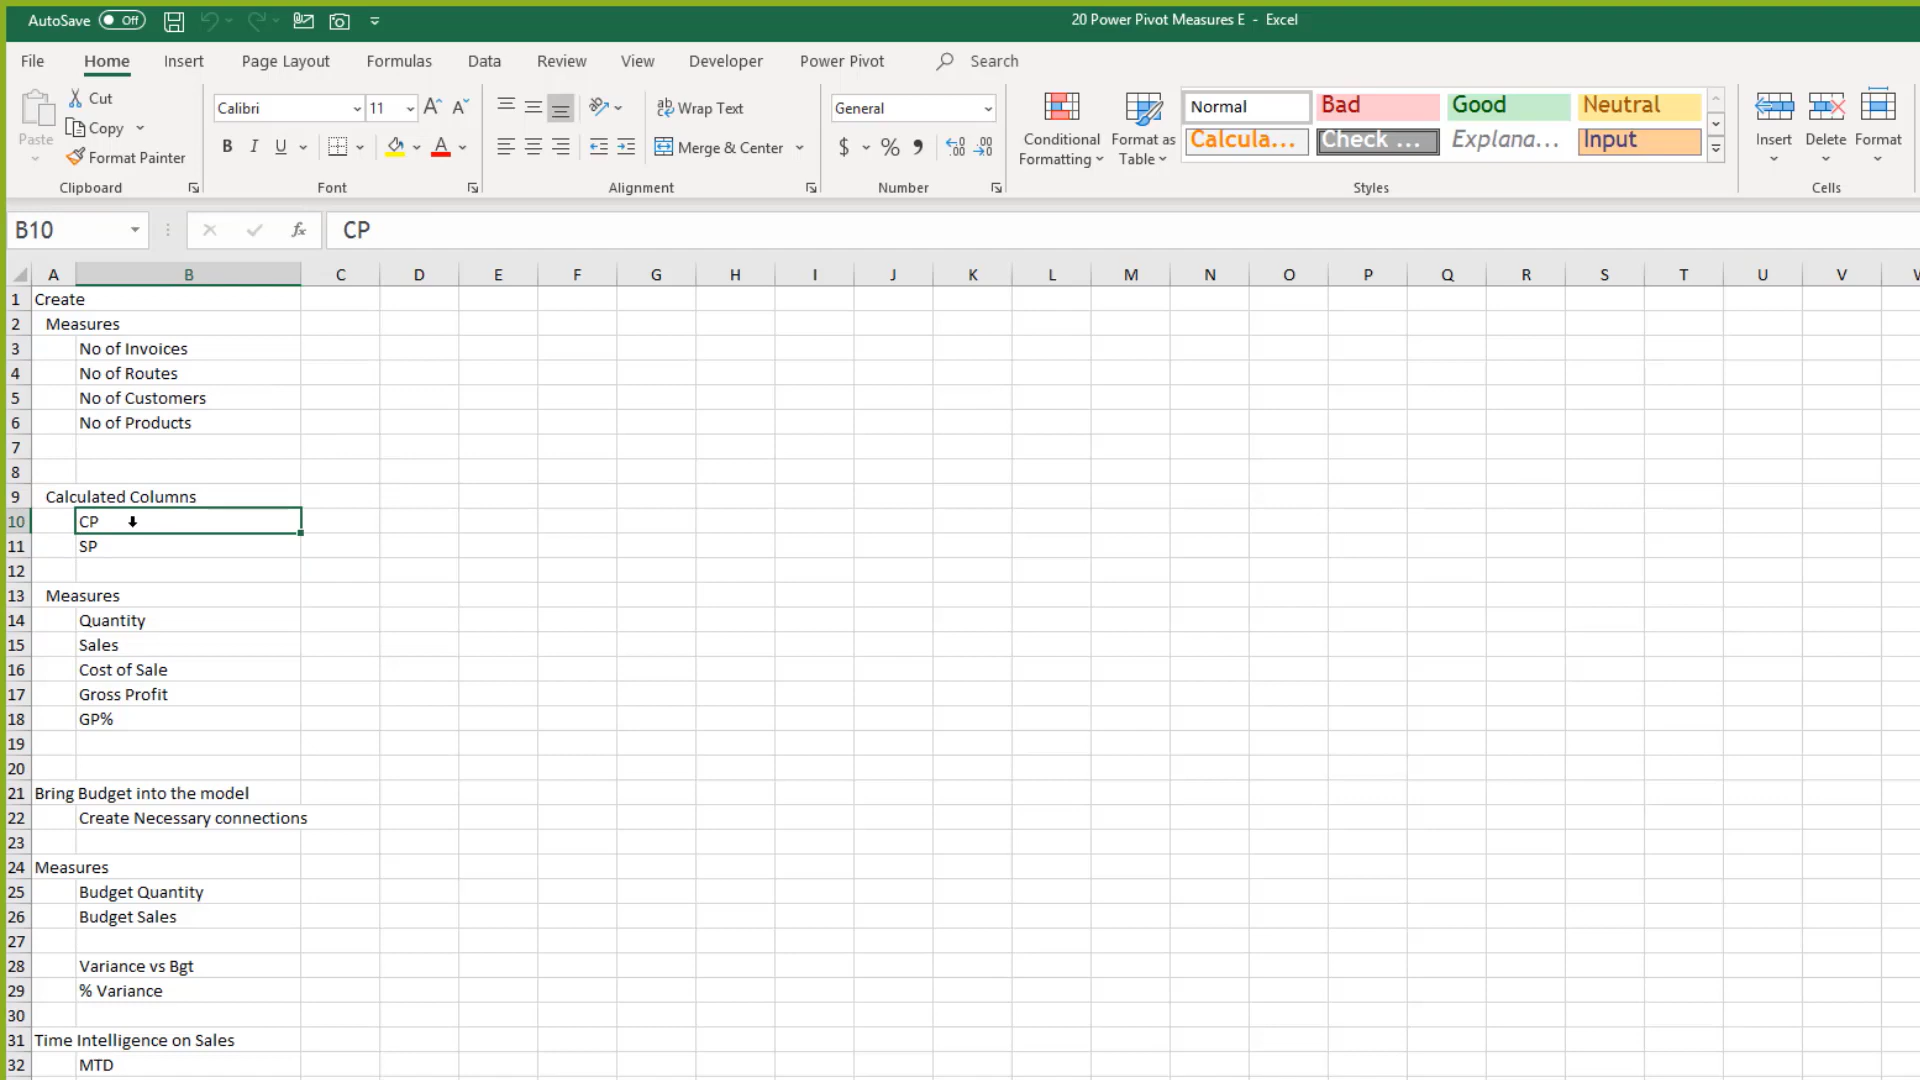 AutoSave Off
20 Power Pivot Measures E - Excel
File Home Insert Page Layout Formulas Data Review View Developer Power Pivot Search
Paste
Cut
Copy
Format Painter
Clipboard
Calibri 11
B I U
Font
Wrap Text
Merge & Center
Alignment
General
$ % 9
Number
Conditional Formatting
Format as Table
Normal Bad Good Neutral
Calcula... Check ... Explana... Input
Styles
Insert Delete Format
Cells
B10 fx CP
A B C D E F G H I J K L M N O P Q R S T U V
1 Create
2 Measures
3 No of Invoices
4 No of Routes
5 No of Customers
6 No of Products
7
8
9 Calculated Columns
10 CP
11 SP
12
13 Measures
14 Quantity
15 Sales
16 Cost of Sale
17 Gross Profit
18 GP%
19
20
21 Bring Budget into the model
22 Create Necessary connections
23
24 Measures
25 Budget Quantity
26 Budget Sales
27
28 Variance vs Bgt
29 % Variance
30
31 Time Intelligence on Sales
32 MTD